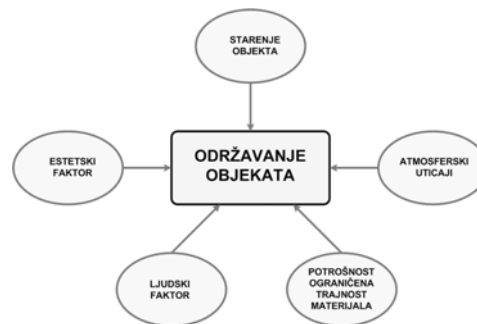 STARENJE
OBJEKTA
ESTETSKI
FAKTOR
ODRŽAVANJE
OBJEKATA
ATMOSFERSKI
UTICAJI
LJUDSKI
FAKTOR
POTROŠNOST
OGRANIČENA
TRAJNOST
MATERIJALA